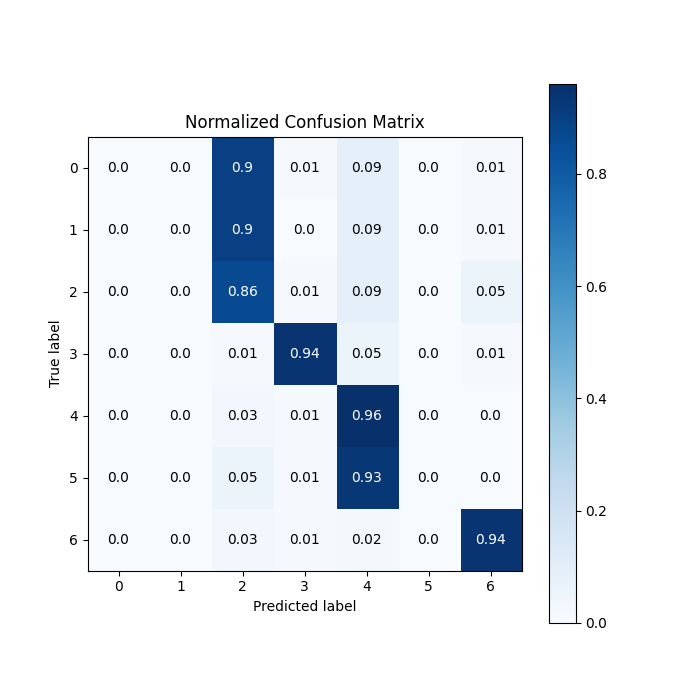 Normalized Confusion Matrix
0 0.0 0.0 0.9 0.01 0.09 0.0 0.01
1 0.0 0.0 0.9 0.0 0.09 0.0 0.01
2 0.0 0.0 0.86 0.01 0.09 0.0 0.05
3 0.0 0.0 0.01 0.94 0.05 0.0 0.01
4 0.0 0.0 0.03 0.01 0.96 0.0 0.0
5 0.0 0.0 0.05 0.01 0.93 0.0 0.0
6 0.0 0.0 0.03 0.01 0.02 0.0 0.94
0 1 2 3 4 5 6
Predicted label
True label
0.8
0.6
0.4
0.2
0.0